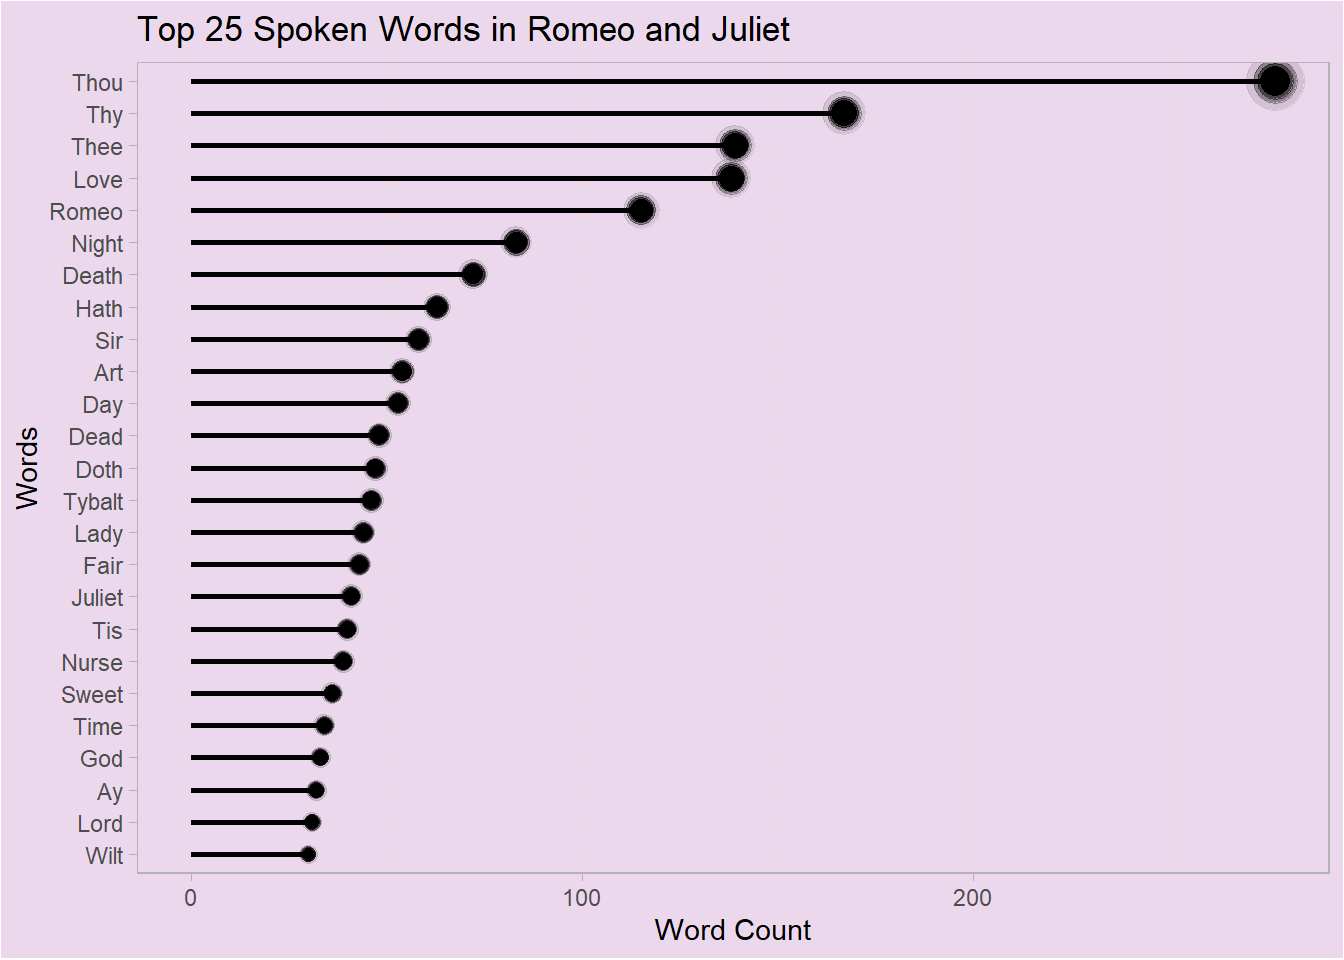 Top 25 Spoken Words in Romeo and Juliet
Words
Thou
Thy
Thee
Love
Romeo
Night
Death
Hath
Sir
Art
Day
Dead
Doth
Tybalt
Lady
Fair
Juliet
Tis
Nurse
Sweet
Time
God
Ay
Lord
Wilt
0 100 200
Word Count